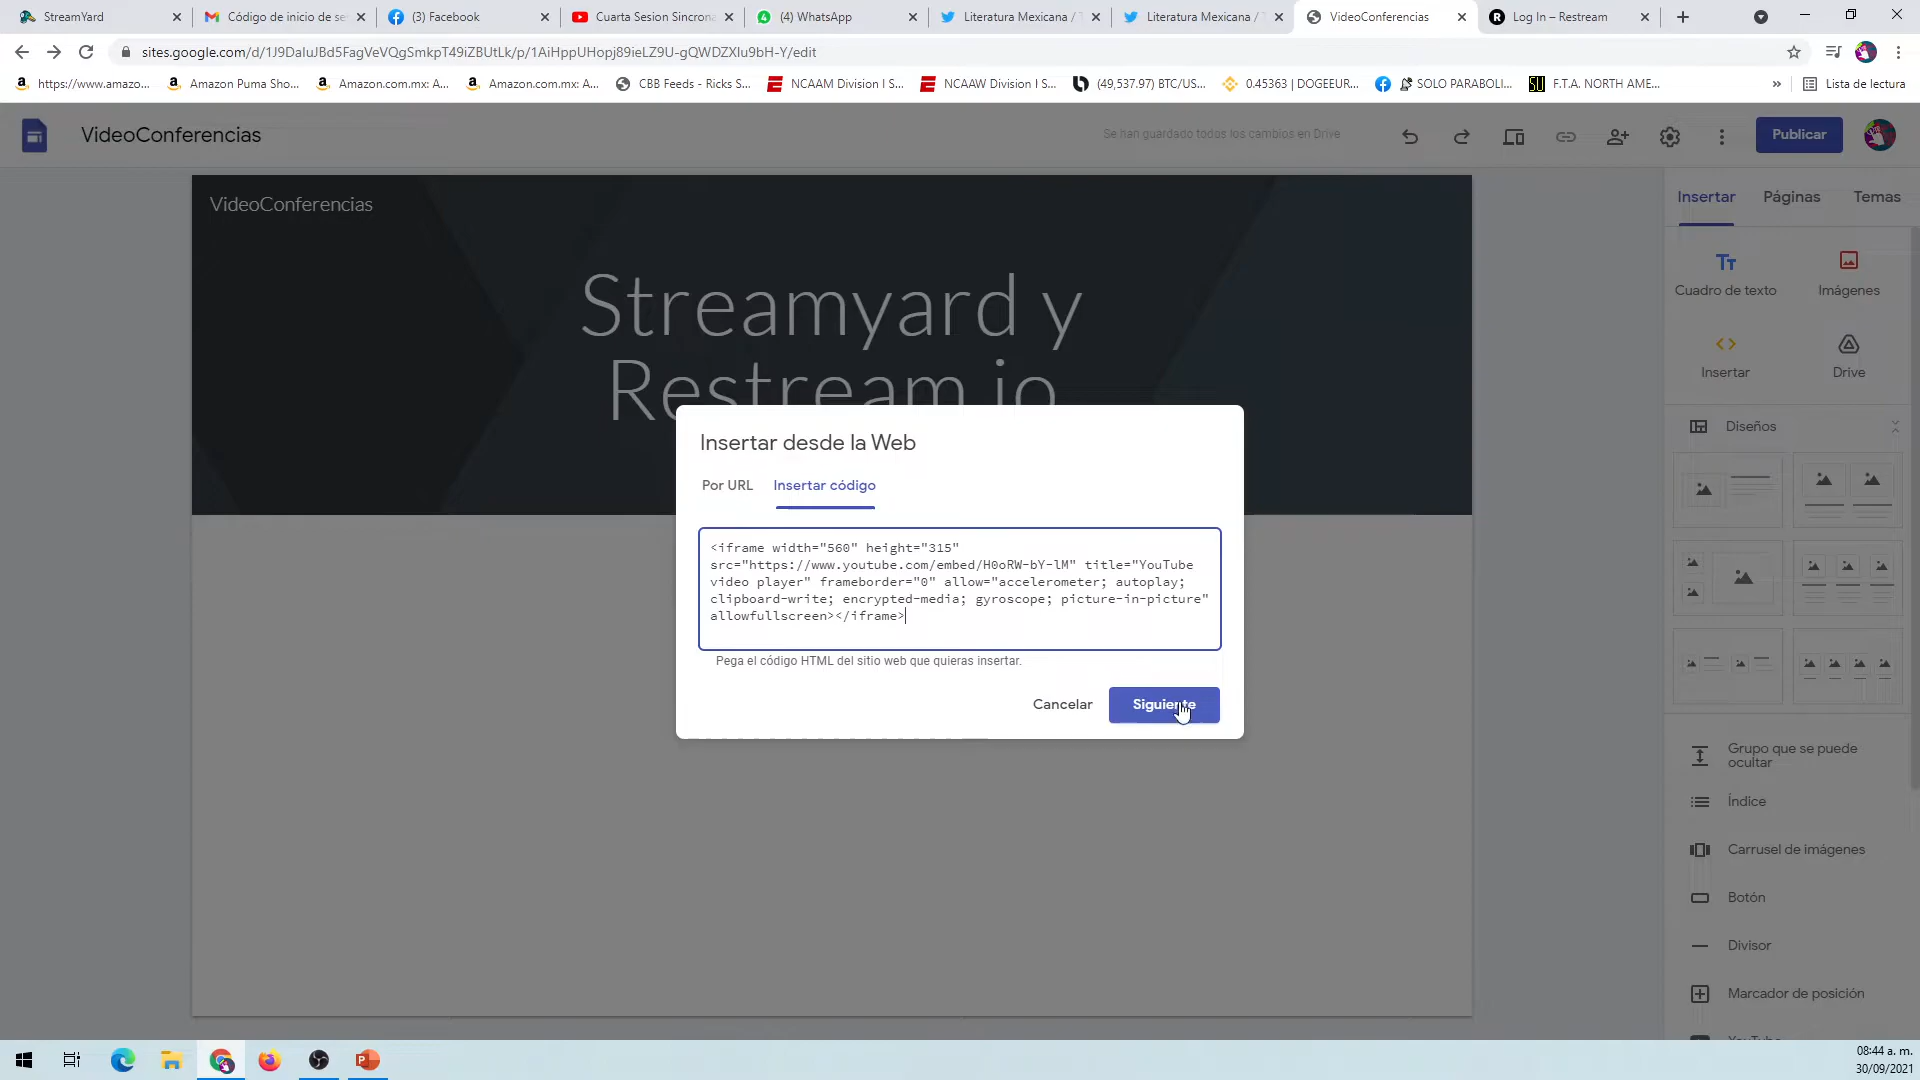 StreamYard
Código de inicio de se
(3) Facebook
Cuarta Sesion Sincrona
(4) WhatsApp
Literatura Mexicana / T
Literatura Mexicana / T
VideoConferencias
Log In – Restream
sites.google.com/d/1J9DaluJBd5FagVeVQgSmkpT49iZBUtLk/p/1AiHppUHopj89ieLZ9U-gQWDZXIu9bH-Y/edit
https://www.amazo...
Amazon Puma Sho...
Amazon.com.mx: A...
Amazon.com.mx: A...
CBB Feeds - Ricks S...
NCAAM Division I S...
NCAAW Division I S...
(49,537.97) BTC/US...
0.45363 | DOGEEUR...
SOLO PARABOLI...
F.T.A. NORTH AME...
»
Lista de lectura
VideoConferencias
Se han guardado todos los cambios en Drive
Publicar
VideoConferencias
Streamyard y
Restream.io
Insertar
Páginas
Temas
Cuadro de texto
Imágenes
Insertar
Drive
Diseños
Insertar desde la Web
Por URL
Insertar código
<iframe width="560" height="315"
src="https://www.youtube.com/embed/H0oRW-bY-lM" title="YouTube
video player" frameborder="0" allow="accelerometer; autoplay;
clipboard-write; encrypted-media; gyroscope; picture-in-picture"
allowfullscreen></iframe>
Pega el código HTML del sitio web que quieras insertar.
Cancelar
Siguiente
Grupo que se puede
ocultar
Índice
Carrusel de imágenes
Botón
Divisor
Marcador de posición
YouTube
08:44 a. m.
30/09/2021